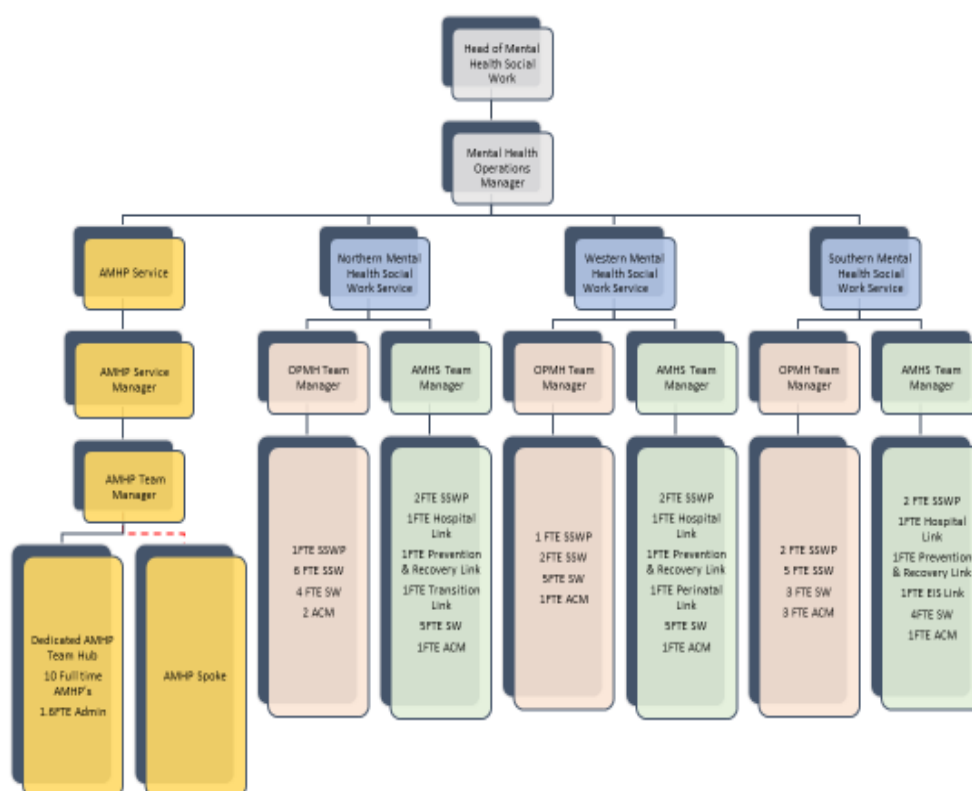 Head of Mental
Health Social
Work
Mental Health
Operations
Manager
AMHP Service
Northern Mental
Health Social
Work Service
Western Mental
Health Social
Work Service
Southern Mental
Health Social
Work Service
AMHP Service
Manager
OPMH Team
Manager
AMHS Team
Manager
OPMH Team
Manager
AMHS Team
Manager
OPMH Team
Manager
AMHS Team
Manager
AMHP Team
Manager
Dedicated AMHP
Team Hub
10 Full time
AMHP's
1.6FTE Admin
AMHP Spoke
1FTE SSWP
6 FTE SSW
4 FTE SW
2 ACM
2FTE SSWP
1FTE Hospital
Link
1FTE Prevention
& Recovery Link
1FTE Transition
Link
5FTE SW
1FTE ACM
1 FTE SSWP
2FTE SSW
5FTE SW
1FTE ACM
2FTE SSWP
1FTE Hospital
Link
1FTE Prevention
& Recovery Link
1FTE Perinatal
Link
5FTE SW
1FTE ACM
2 FTE SSWP
5 FTE SSW
3 FTE SW
3 FTE ACM
2 FTE SSWP
1FTE Hospital
Link
1FTE Prevention
& Recovery Link
1FTE EIS Link
4FTE SW
1FTE ACM